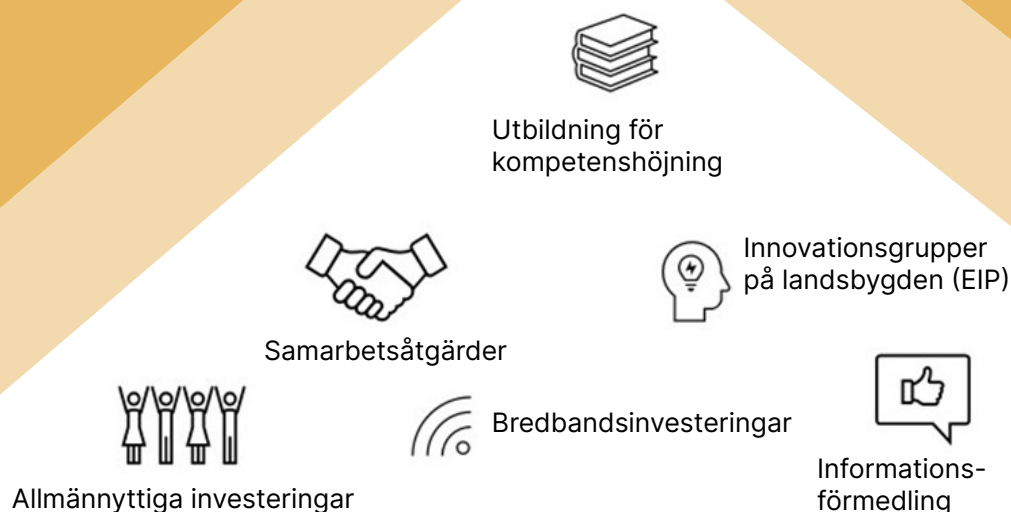 Utbildning för
kompetenshöjning
Innovationsgrupper
på landsbygden (EIP)
Samarbetsåtgärder
Bredbandsinvesteringar
Informations-
förmedling
Allmännyttiga investeringar